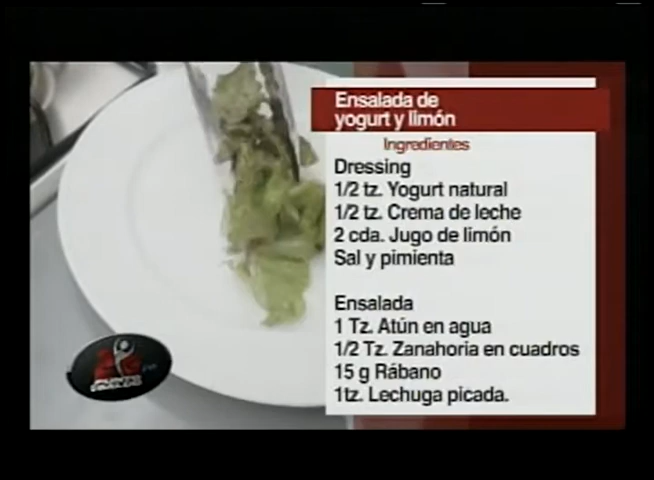 Ensalada de
yogurt y limón
Ingredientes
Dressing
1/2 tz. Yogurt natural
1/2 tz. Crema de leche
2 cda. Jugo de limón
Sal y pimienta
Ensalada
1 Tz. Atún en agua
1/2 Tz. Zanahoria en cuadros
15 g Rábano
1tz. Lechuga picada.